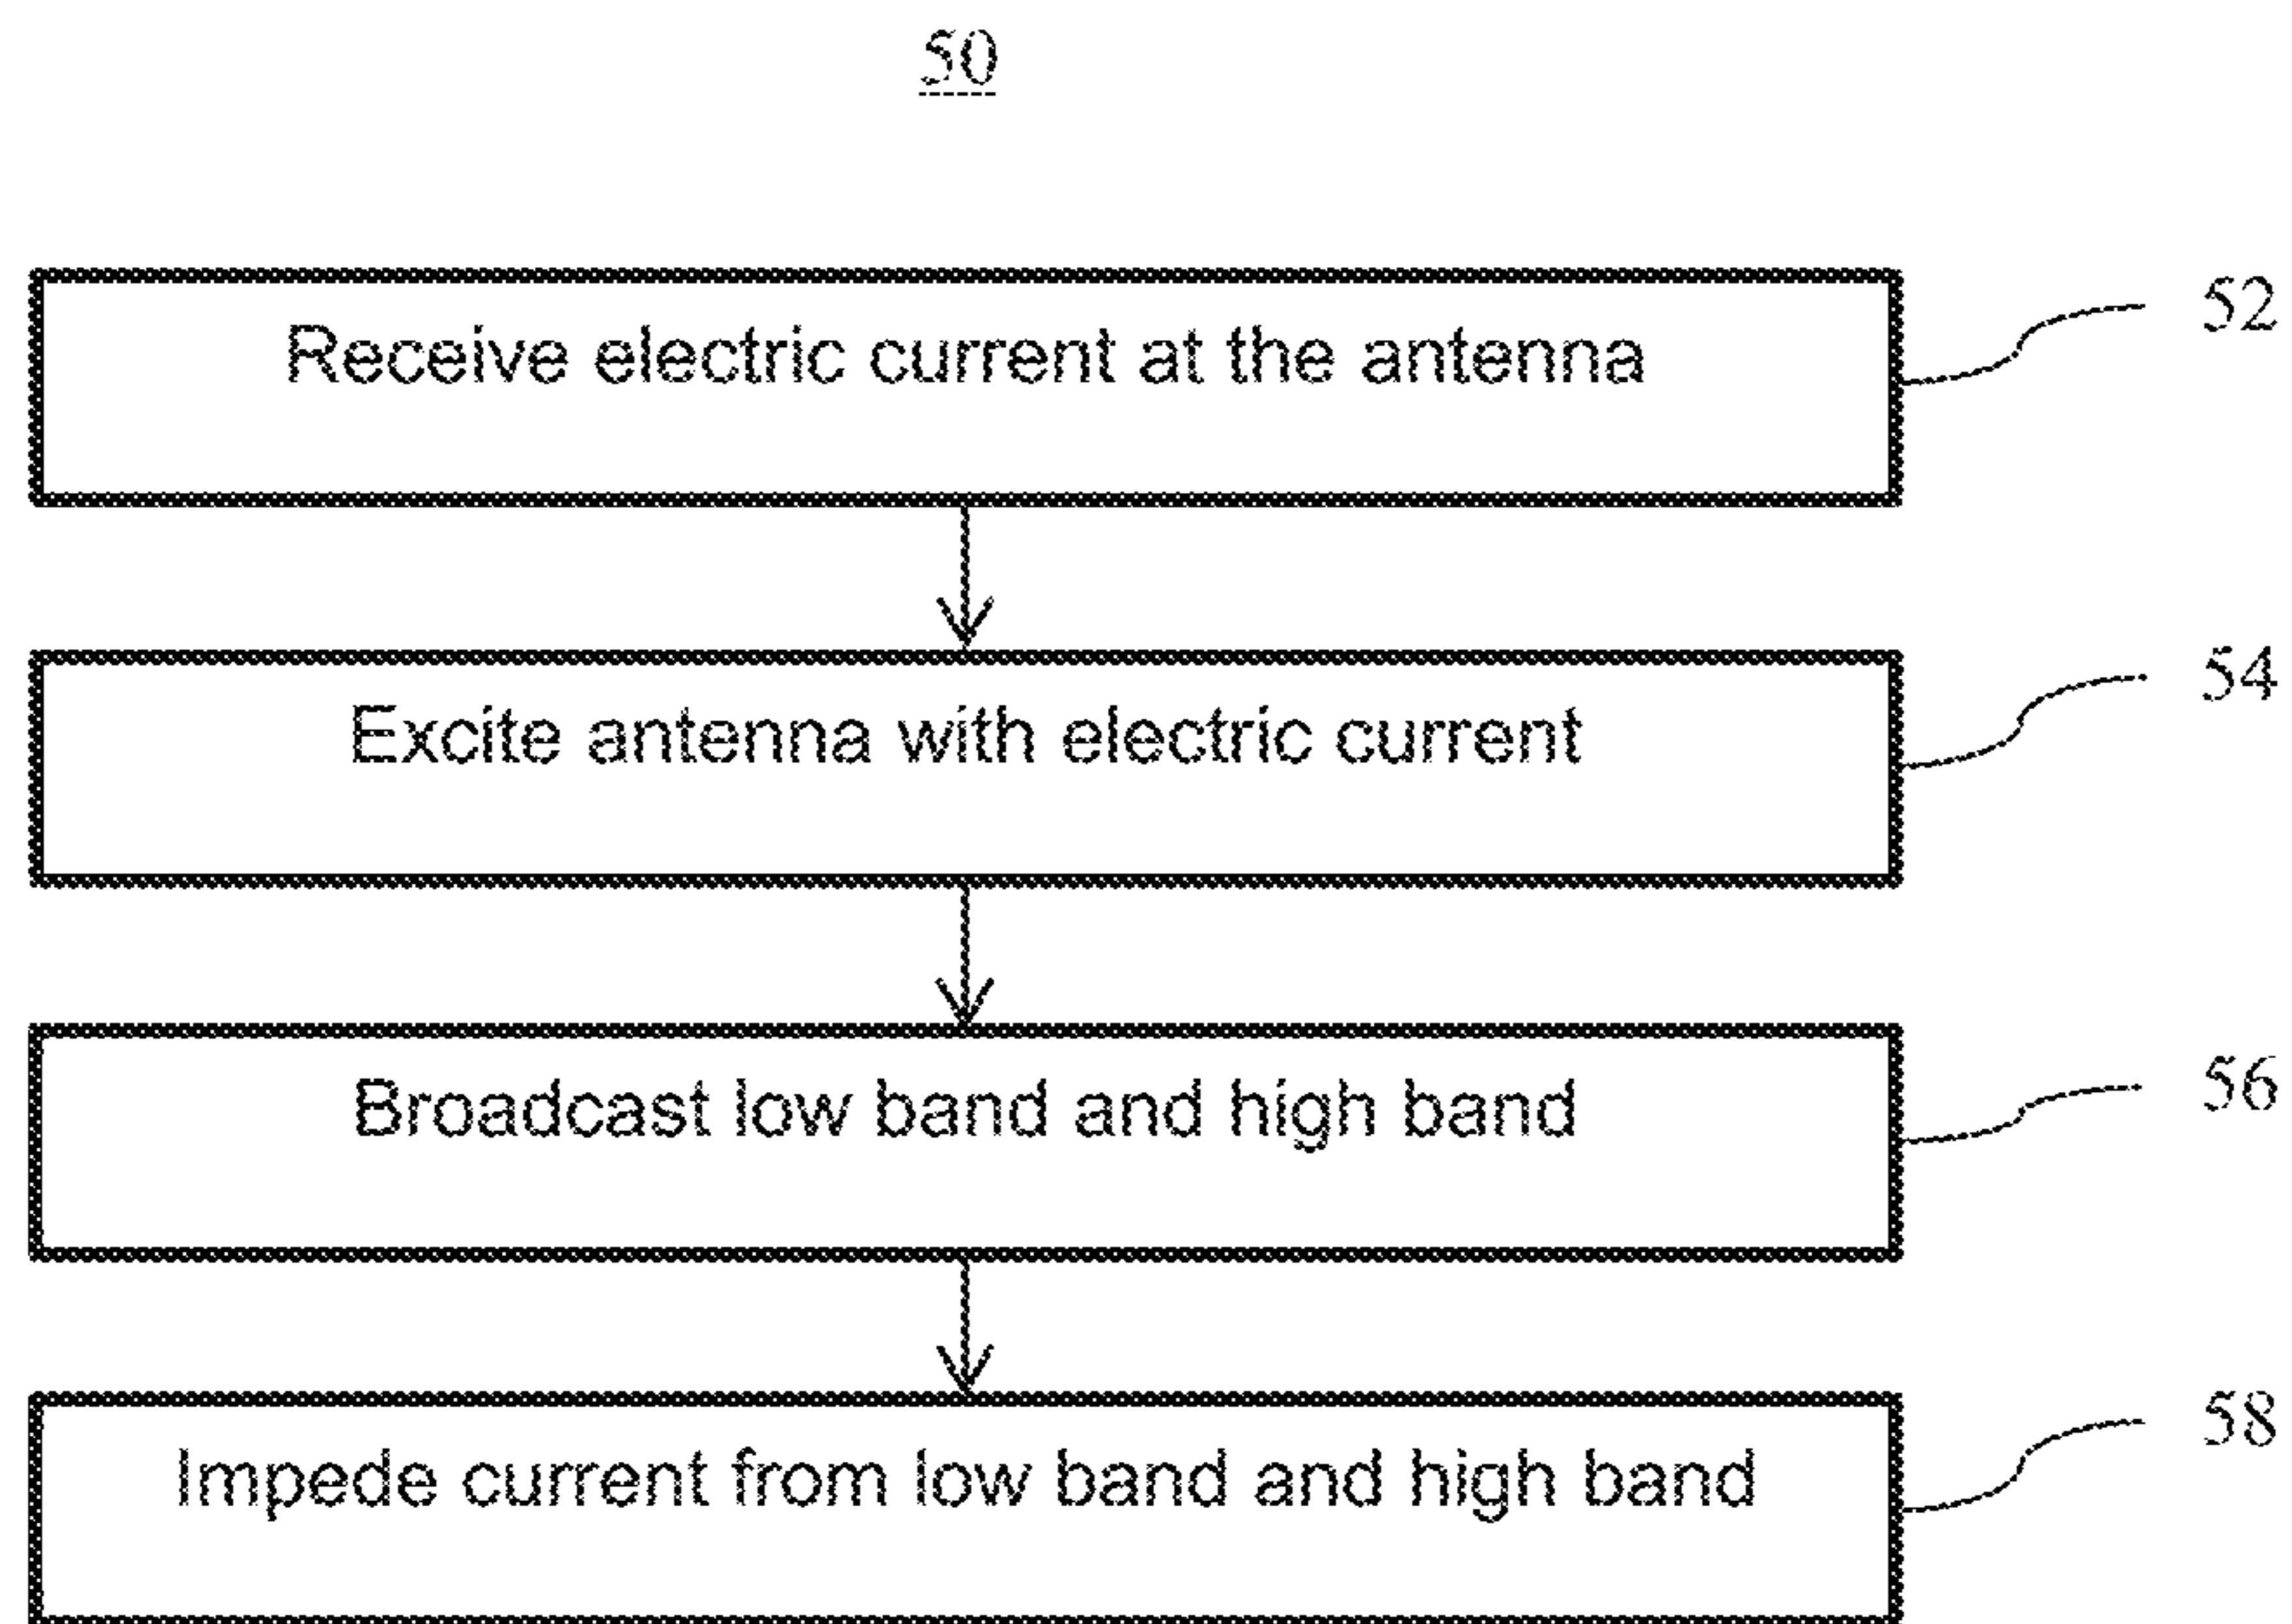 50
Receive electric current at the antenna
52
Excite antenna with electric current
54
Broadcast low band and high band
56
Impede current from low band and high band
58